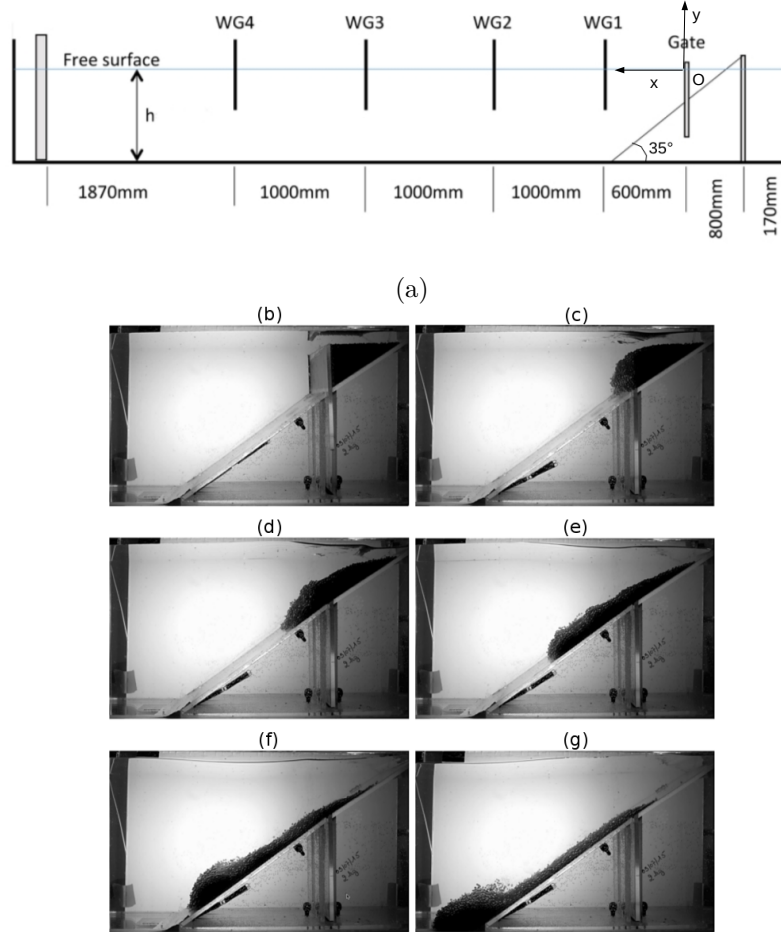 WG4 WG3 WG2 WG1 y
Gate
Free surface
O
x
h
35°
1870mm 1000mm 1000mm 1000mm 600mm 800mm 170mm
(a)
(b) (c)
(d) (e)
(f) (g)